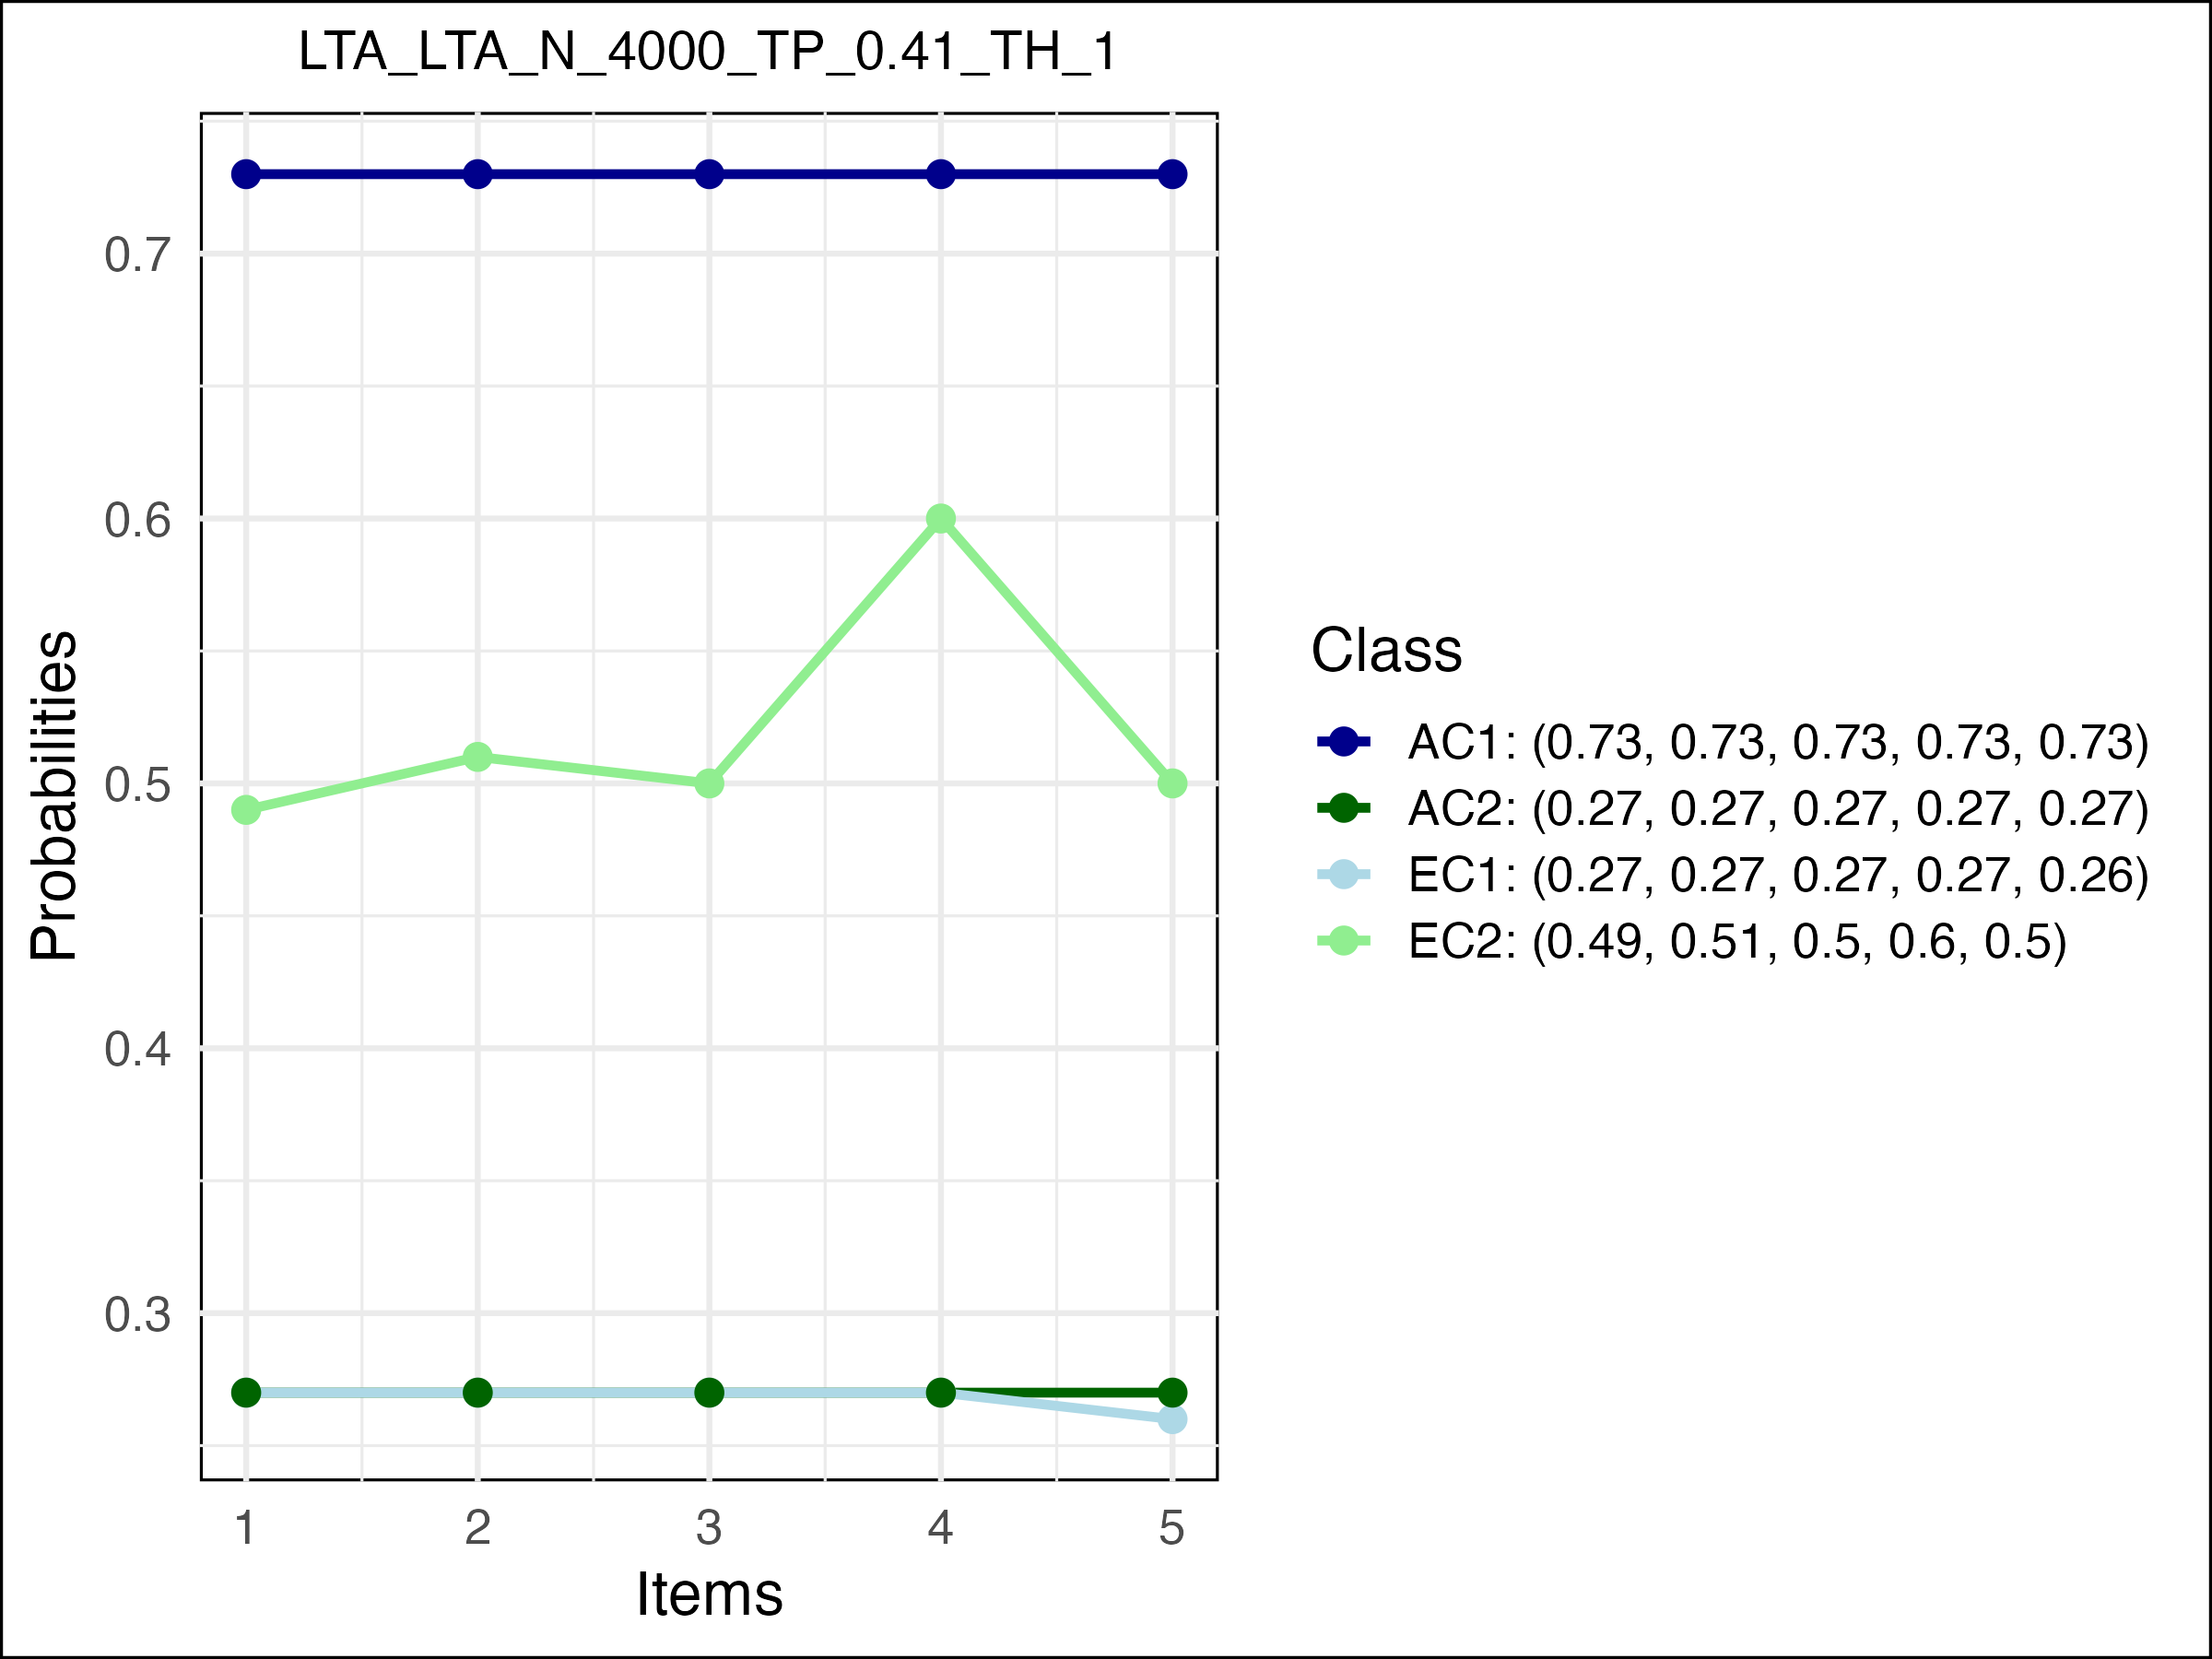 LTA_LTA_N_4000_TP_0.41_TH_1
Probabilities
0.7
0.6
0.5
0.4
0.3
1 2 3 4 5
Items
Class
AC1: (0.73, 0.73, 0.73, 0.73, 0.73)
AC2: (0.27, 0.27, 0.27, 0.27, 0.27)
EC1: (0.27, 0.27, 0.27, 0.27, 0.26)
EC2: (0.49, 0.51, 0.5, 0.6, 0.5)